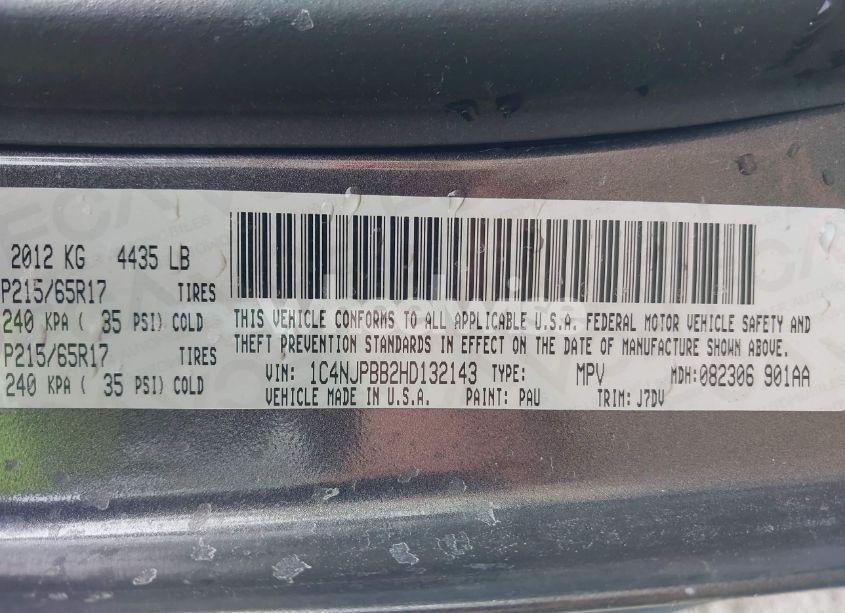 2012 KG 4435 LB
P215/65R17 TIRES
240 KPA ( 35 PSI) COLD
P215/65R17 TIRES
240 KPA ( 35 PSI) COLD
THIS VEHICLE CONFORMS TO ALL APPLICABLE U.S.A. FEDERAL MOTOR VEHICLE SAFETY AND
THEFT PREVENTION STANDARDS IN EFFECT ON THE DATE OF MANUFACTURE SHOWN ABOVE.
VIN: 1C4NJPBB2HD132143 TYPE: MPV MDH:082306 901AA
VEHICLE MADE IN U.S.A. PAINT: PAU TRIM: J7DV